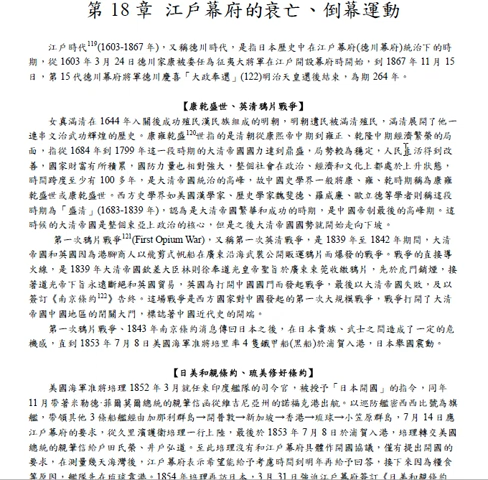 第 18 章 江戶幕府的衰亡、倒幕運動
江戶時代119(1603-1867 年)，又稱德川時代，是指日本歷史中在江戶幕府(德川幕府)統治下的時
期，從 1603 年 3 月 24 日德川家康被委任為征夷大將軍在江戶開設幕府時開始，到 1867 年 11 月 15
日，第 15 代德川幕府將軍德川慶喜「大政奉還」(122)明治天皇還後結束，為期 264 年。
【康乾盛世、英清鴉片戰爭】
女真滿清在 1644 年入關後成功殖民漢民族組成的明朝，明朝遺民被滿清殖民，滿清展開了他一
連串文治武功輝煌的歷史。康雍乾盛120世指的是清朝從康熙帝中期到雍正、乾隆中期經濟繁榮的局
面，指從 1684 年到 1799 年這一段時期的大清帝國國力達到鼎盛，局勢較為穩定，人民生活得到改
善，國家財富有所積累，國防力量也相對強大，整個社會在政治、經濟和文化上都處於上升狀態，
時間跨度至少有 100 多年，是大清帝國統治的高峰，故中國史學界一般將康、雍、乾時期稱為康雍
乾盛世或康乾盛世。西方史學界如美國漢學家、歷史學家魏斐德、羅威廉、歐立德等學者則稱這段
時期為「盛清」(1683-1839 年)，認為是大清帝國繁華和成功的時期，是中國帝制最後的高峰期。這
時候的大清帝國是整個東亞上政治的核心，但是之後大清帝國國勢就開始走向下坡。
第一次鴉片戰爭121(First Opium War)，又稱第一次英清戰爭，是 1839 年至 1842 年期間，大清
帝國和英國因為港腳商人以飛剪式帆船在廣東沿海武裝公開販運鴉片而爆發的戰爭。戰爭的直接導
火線，是 1839 年大清帝國欽差大臣林則徐奉道光皇帝聖旨於廣東東莞收繳鴉片，先於虎門銷煙，接
著道光帝下旨永遠斷絕和英國貿易，英國為打開中國國門而發起戰爭，最後以大清帝國失敗，及以
簽訂《南京條約122》告終。這場戰爭是西方國家對中國發起的第一次大規模戰爭，戰爭打開了大清
帝國中國地區的閉關大門，標誌著中國近代史的開端。
第一次鴉片戰爭、1843 年南京條約消息傳回日本之後，在日本貴族、武士之間造成了一定的危
機感，直到 1853 年 7 月 8 日美國海軍准將培里率 4 隻鐵甲船(黑船)於浦賀入港，日本舉國震動。
【日美和親條約、琉美修好條約】
美國海軍准將培理 1852 年 3 月就任東印度艦隊的司令官，被授予「日本開國」的指令，同年
11 月帶著米勒德·菲爾莫爾總統的親筆信函從維吉尼亞州的諾福克港出航。以巡防艦密西西比號為旗
艦，帶領其他 3 條船艦經由加那利群島→開普敦→新加坡→香港→琉球→小笠原群島，7 月 14 日應
江戶幕府的要求，從久里濱護衛培理一行上陸，最後於 1853 年 7 月 8 日於浦賀入港，培理轉交美國
總統的親筆信給戶田氏榮、井戶弘道。至此培理沒有和江戶幕府具體作開國協議，僅有提出開國的
要求，在測量幾天海灣後，江戶幕府表示希望能給予考慮時間到明年再給予回答，接下來因為糧食